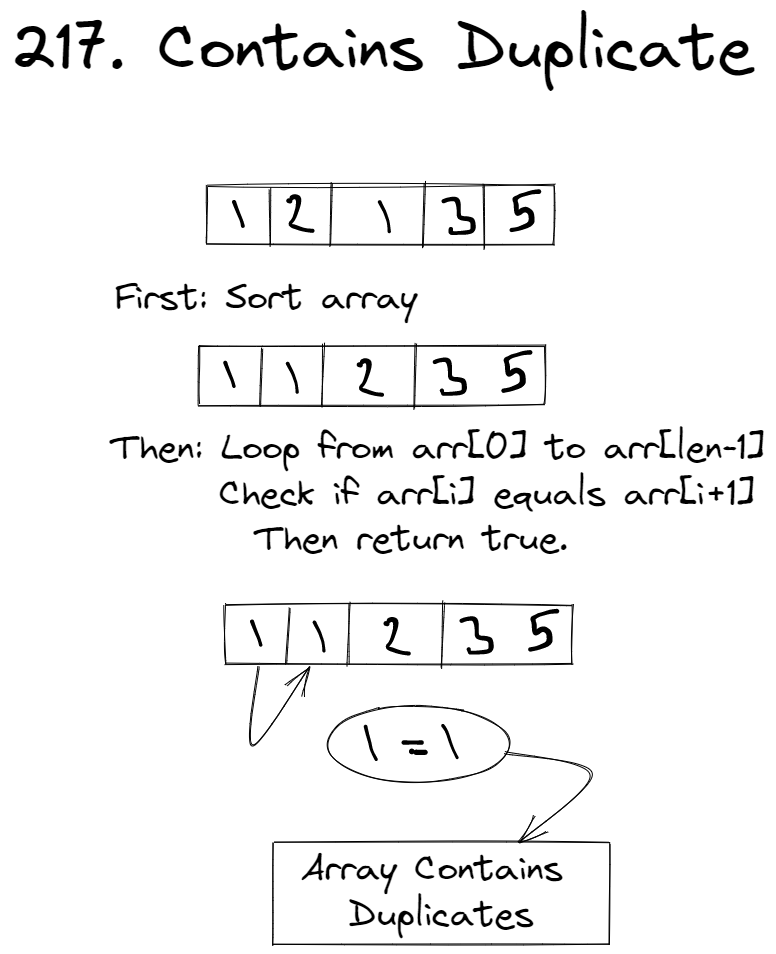 217. Contains Duplicate
1 2 1 3 5
First: Sort array
1 1 2 3 5
Then: Loop from arr[0] to arr[len-1]
Check if arr[i] equals arr[i+1]
Then return true.
1 1 2 3 5
1 = 1
Array Contains
Duplicates